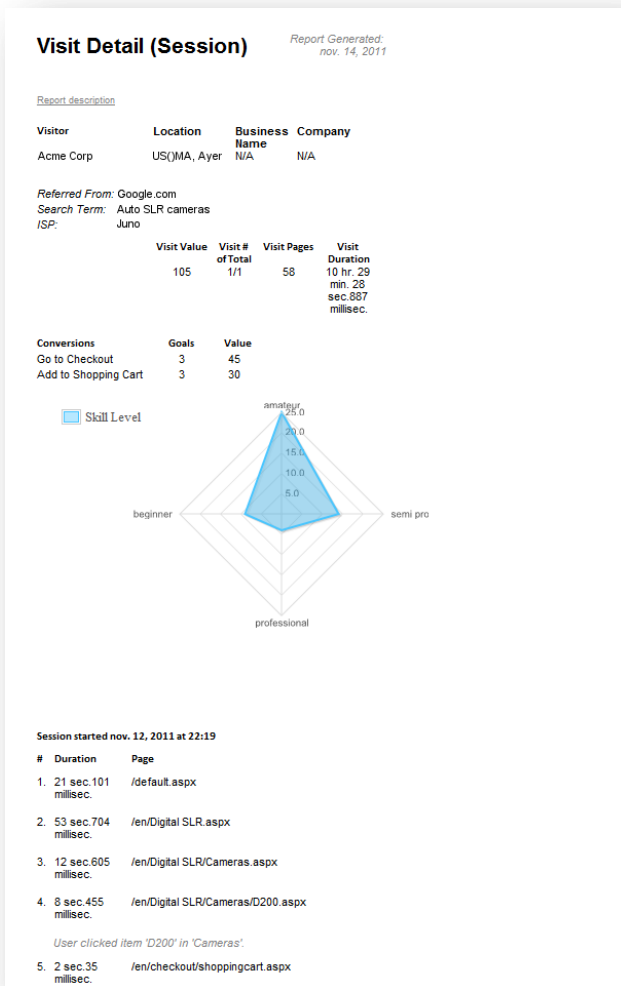 Visit Detail (Session)
Report Generated:
nov. 14, 2011
Report description
Visitor Location Business Name Company
Acme Corp US()MA, Ayer N/A N/A
Referred From: Google.com
Search Term: Auto SLR cameras
ISP: Juno
Visit Value Visit # of Total Visit Pages Visit Duration
105 1/1 58 10 hr. 29 min. 28 sec.887 millisec.
Conversions Goals Value
Go to Checkout 3 45
Add to Shopping Cart 3 30
Skill Level
amateur
25.0
20.0
15.0
10.0
5.0
beginner
semi pro
professional
Session started nov. 12, 2011 at 22:19
# Duration Page
1. 21 sec.101 millisec. /default.aspx
2. 53 sec.704 millisec. /en/Digital SLR.aspx
3. 12 sec.605 millisec. /en/Digital SLR/Cameras.aspx
4. 8 sec.455 millisec. /en/Digital SLR/Cameras/D200.aspx
User clicked item 'D200' in 'Cameras'.
5. 2 sec.35 millisec. /en/checkout/shoppingcart.aspx